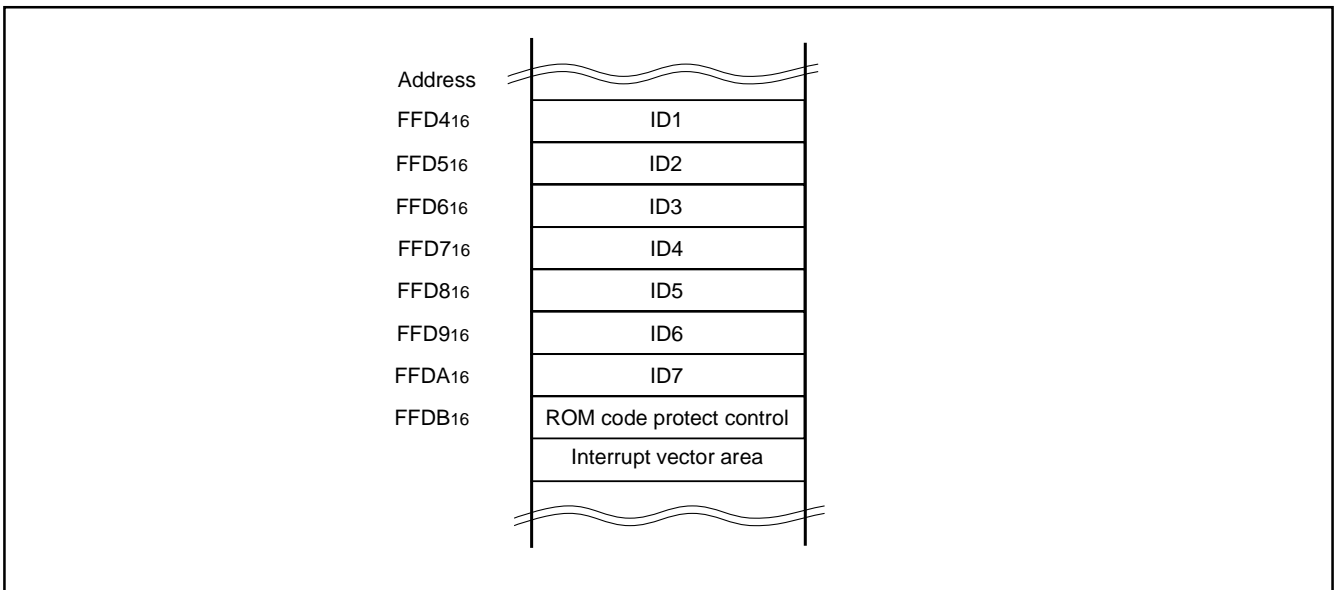 Address
FFD416 ID1
FFD516 ID2
FFD616 ID3
FFD716 ID4
FFD816 ID5
FFD916 ID6
FFDA16 ID7
FFDB16 ROM code protect control
Interrupt vector area